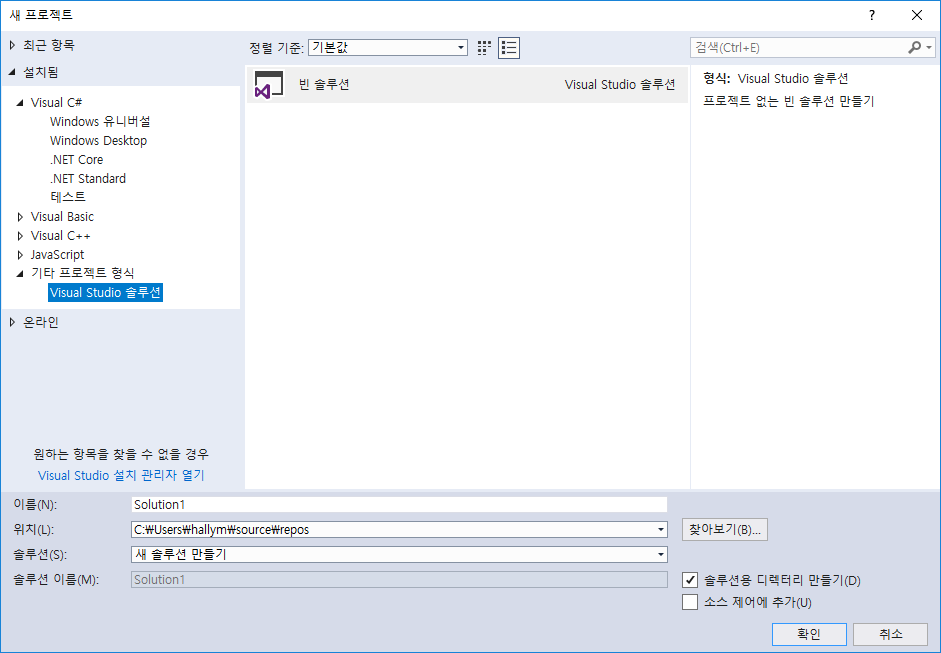 새 프로젝트
?
최근 항목
정렬 기준: 기본값
검색(Ctrl+E)
설치됨
Visual C#
Windows 유니버설
Windows Desktop
.NET Core
.NET Standard
테스트
Visual Basic
Visual C++
JavaScript
기타 프로젝트 형식
Visual Studio 솔루션
온라인
원하는 항목을 찾을 수 없을 경우
Visual Studio 설치 관리자 열기
빈 솔루션 Visual Studio 솔루션
형식: Visual Studio 솔루션
프로젝트 없는 빈 솔루션 만들기
이름(N): Solution1
위치(L): C:₩Users₩hallym₩source₩repos 찾아보기(B)...
솔루션(S): 새 솔루션 만들기
솔루션 이름(M): Solution1 솔루션용 디렉터리 만들기(D)
소스 제어에 추가(U)
확인 취소